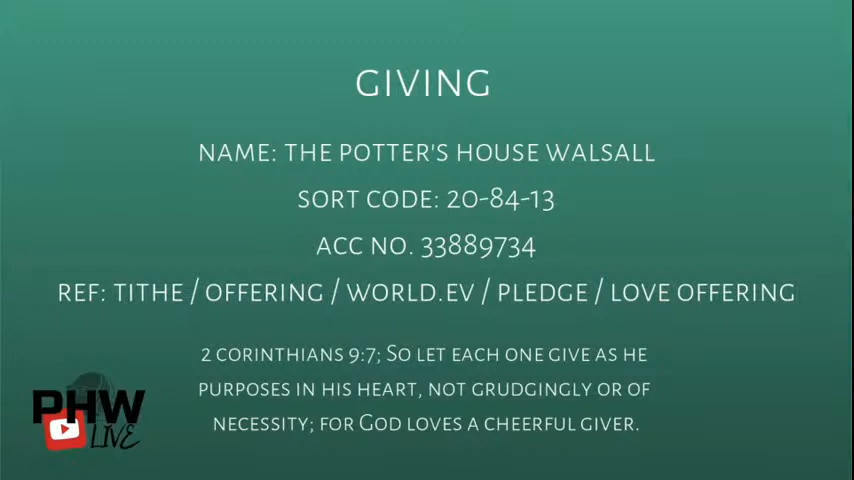 GIVING
NAME: THE POTTER'S HOUSE WALSALL
SORT CODE: 20-84-13
ACC NO. 33889734
REF: TITHE / OFFERING / WORLD.EV / PLEDGE / LOVE OFFERING
2 CORINTHIANS 9:7; SO LET EACH ONE GIVE AS HE
PURPOSES IN HIS HEART, NOT GRUDGINGLY OR OF
NECESSITY; FOR GOD LOVES A CHEERFUL GIVER.
PHW
LIVE